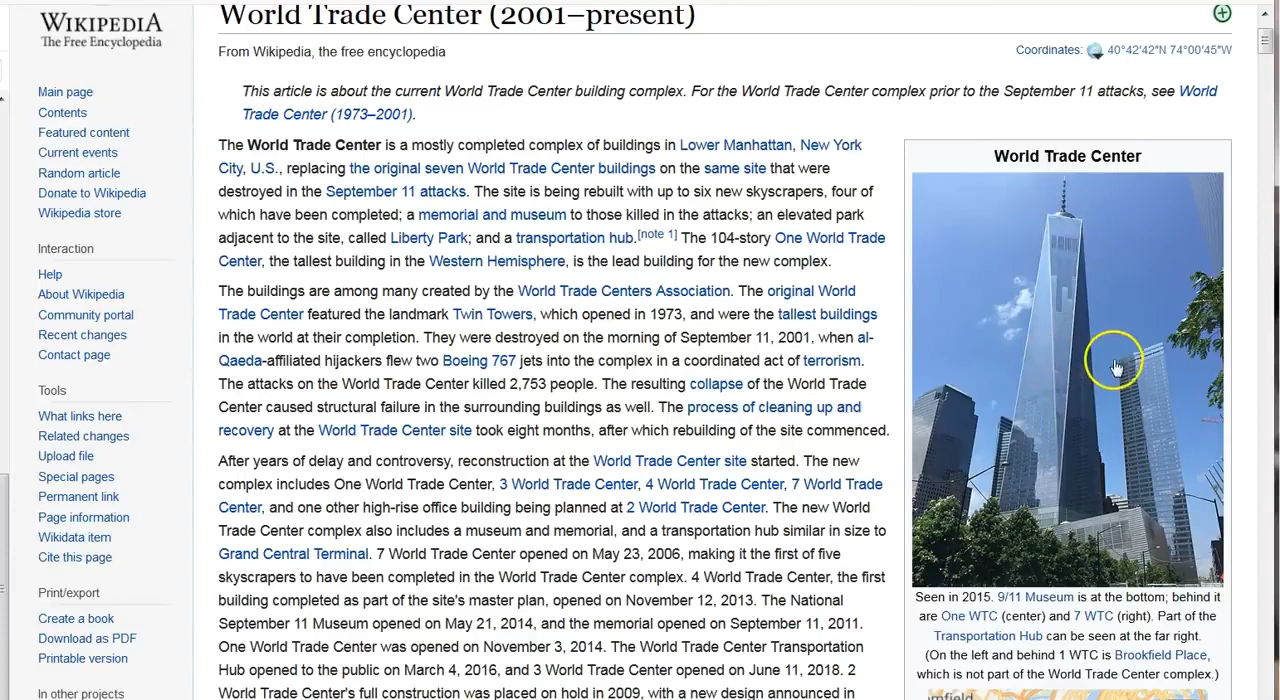 WIKIPEDIA
The Free Encyclopedia
Main page
Contents
Featured content
Current events
Random article
Donate to Wikipedia
Wikipedia store
Interaction
Help
About Wikipedia
Community portal
Recent changes
Contact page
Tools
What links here
Related changes
Upload file
Special pages
Permanent link
Page information
Wikidata item
Cite this page
Print/export
Create a book
Download as PDF
Printable version
In other projects
World Trade Center (2001–present)
From Wikipedia, the free encyclopedia
Coordinates: 40°42′42″N 74°00′45″W
This article is about the current World Trade Center building complex. For the World Trade Center complex prior to the September 11 attacks, see World
Trade Center (1973–2001).
The World Trade Center is a mostly completed complex of buildings in Lower Manhattan, New York
City, U.S., replacing the original seven World Trade Center buildings on the same site that were
destroyed in the September 11 attacks. The site is being rebuilt with up to six new skyscrapers, four of
which have been completed; a memorial and museum to those killed in the attacks; an elevated park
adjacent to the site, called Liberty Park; and a transportation hub.[note 1] The 104-story One World Trade
Center, the tallest building in the Western Hemisphere, is the lead building for the new complex.
The buildings are among many created by the World Trade Centers Association. The original World
Trade Center featured the landmark Twin Towers, which opened in 1973, and were the tallest buildings
in the world at their completion. They were destroyed on the morning of September 11, 2001, when al-
Qaeda-affiliated hijackers flew two Boeing 767 jets into the complex in a coordinated act of terrorism.
The attacks on the World Trade Center killed 2,753 people. The resulting collapse of the World Trade
Center caused structural failure in the surrounding buildings as well. The process of cleaning up and
recovery at the World Trade Center site took eight months, after which rebuilding of the site commenced.
After years of delay and controversy, reconstruction at the World Trade Center site started. The new
complex includes One World Trade Center, 3 World Trade Center, 4 World Trade Center, 7 World Trade
Center, and one other high-rise office building being planned at 2 World Trade Center. The new World
Trade Center complex also includes a museum and memorial, and a transportation hub similar in size to
Grand Central Terminal. 7 World Trade Center opened on May 23, 2006, making it the first of five
skyscrapers to have been completed in the World Trade Center complex. 4 World Trade Center, the first
building completed as part of the site's master plan, opened on November 12, 2013. The National
September 11 Museum opened on May 21, 2014, and the memorial opened on September 11, 2011.
One World Trade Center was opened on November 3, 2014. The World Trade Center Transportation
Hub opened to the public on March 4, 2016, and 3 World Trade Center opened on June 11, 2018. 2
World Trade Center's full construction was placed on hold in 2009, with a new design announced in
World Trade Center
Seen in 2015. 9/11 Museum is at the bottom; behind it
are One WTC (center) and 7 WTC (right). Part of the
Transportation Hub can be seen at the far right.
(On the left and behind 1 WTC is Brookfield Place,
which is not part of the World Trade Center complex.)